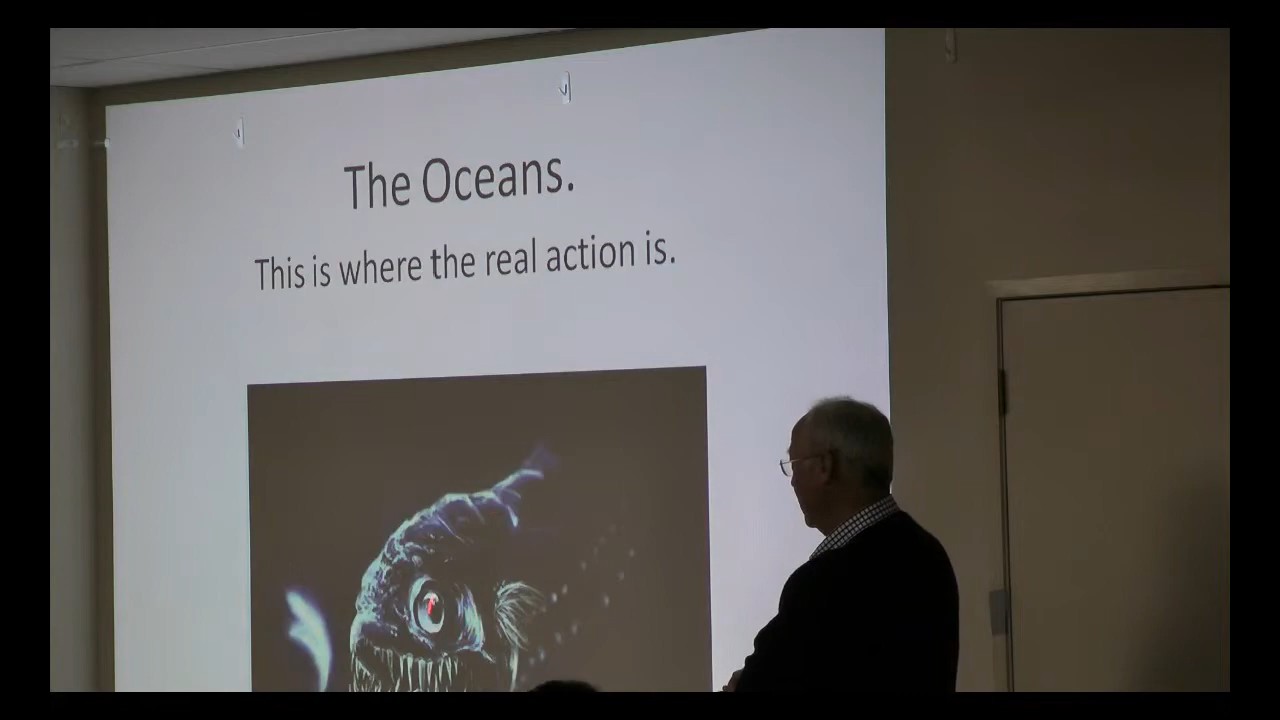 The Oceans.
This is where the real action is.